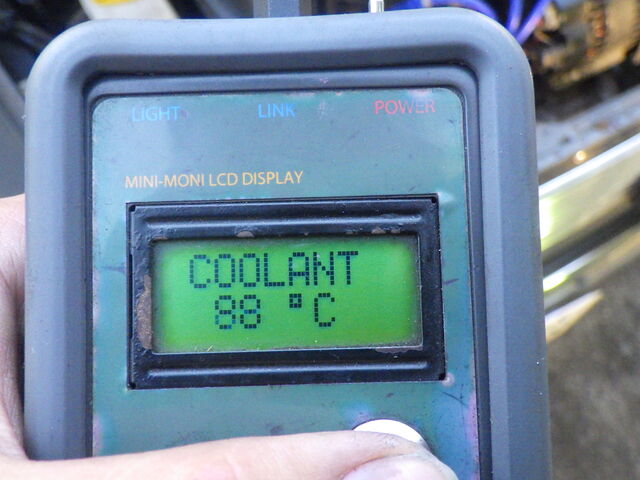 LIGHT LINK POWER
MINI-MONI LCD DISPLAY
COOLANT
88 °C